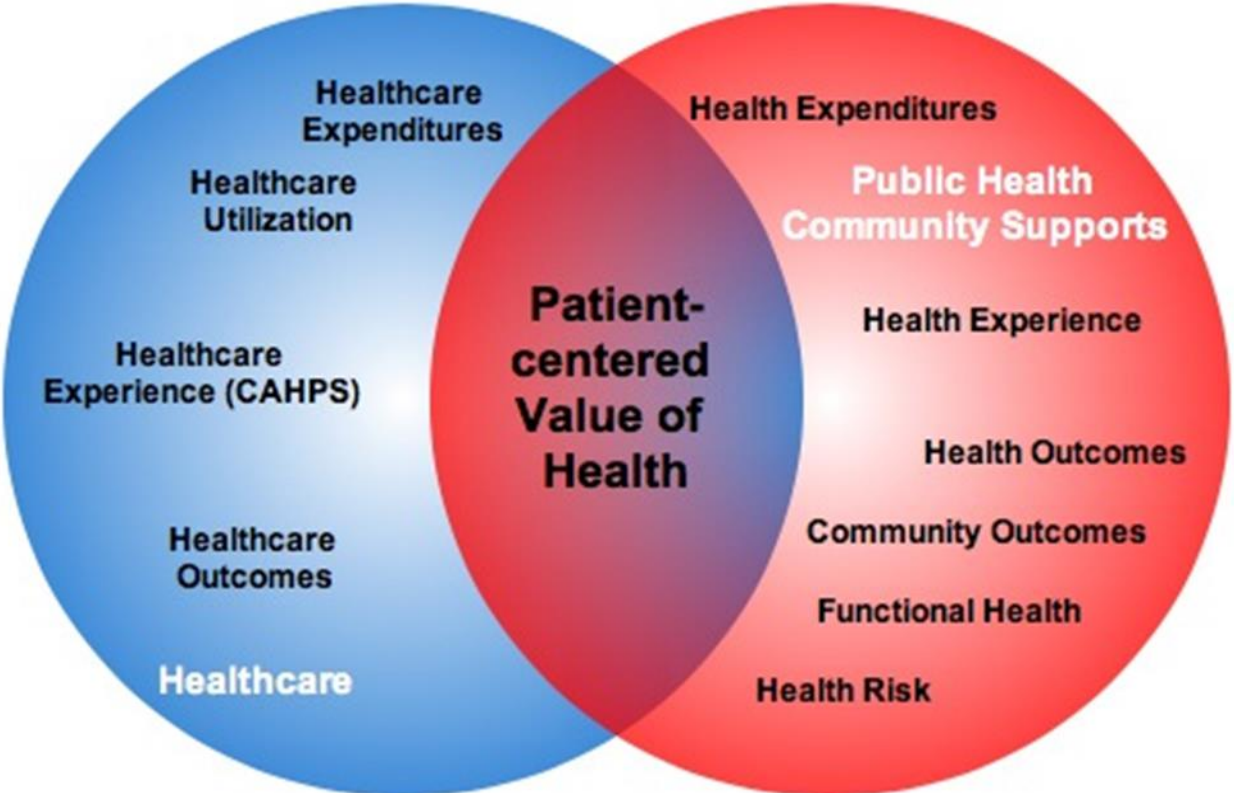 Healthcare
Expenditures
Healthcare
Utilization
Healthcare
Experience (CAHPS)
Healthcare
Outcomes
Healthcare
Patient-
centered
Value of
Health
Health Expenditures
Public Health
Community Supports
Health Experience
Health Outcomes
Community Outcomes
Functional Health
Health Risk